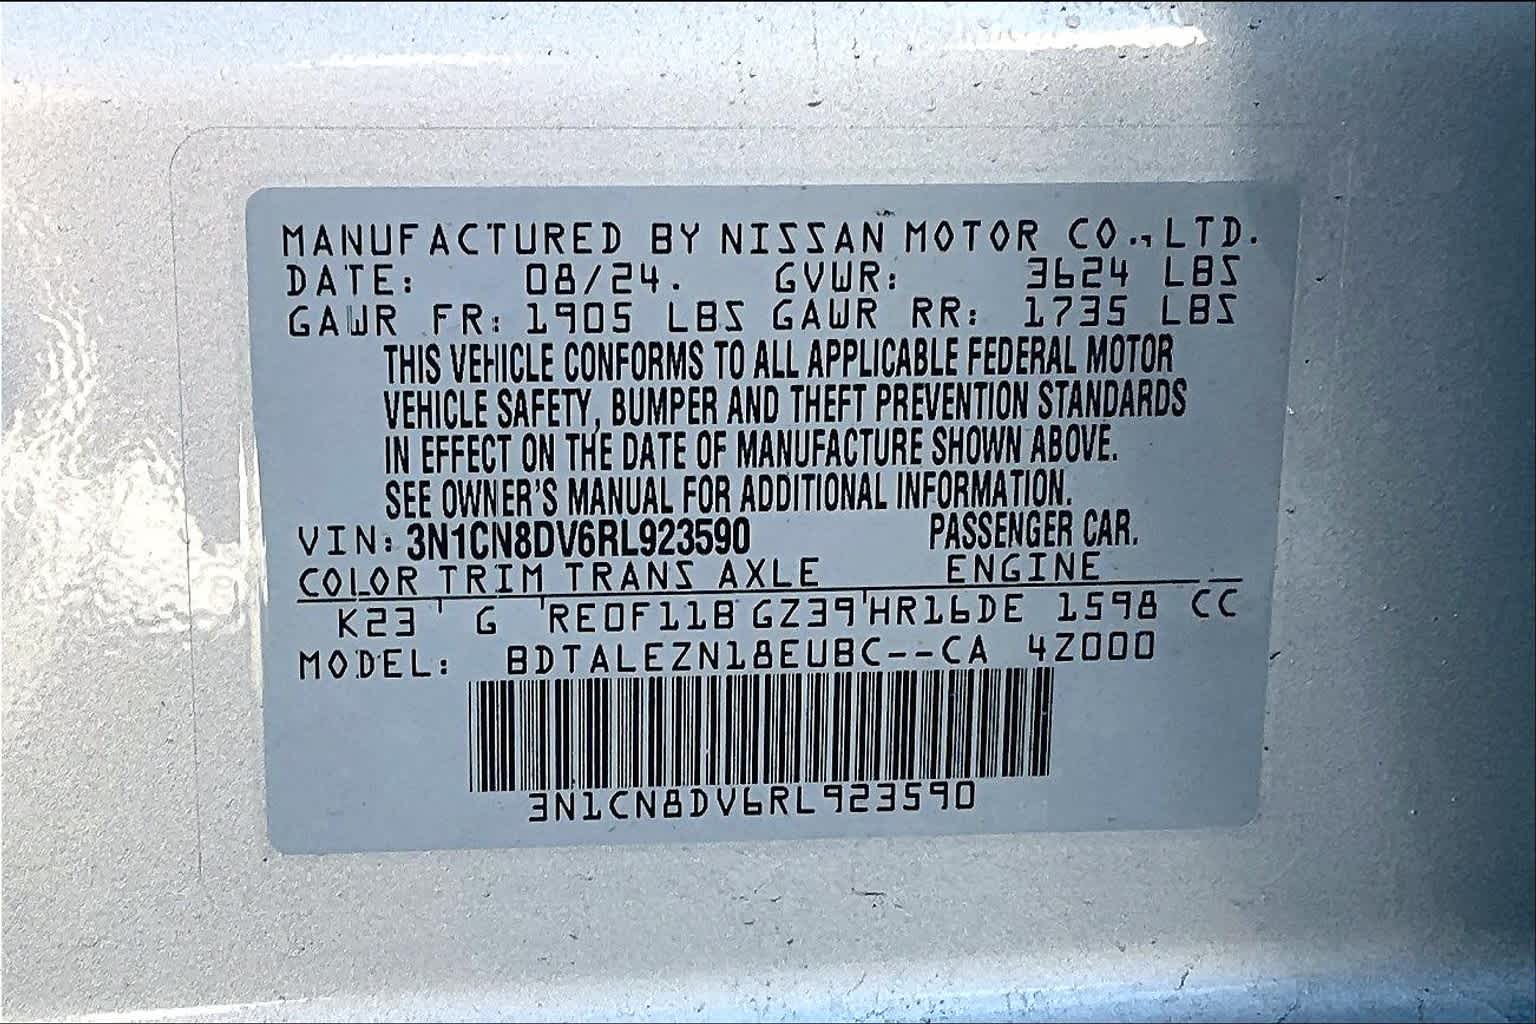 MANUFACTURED BY NISSAN MOTOR CO., LTD.
DATE: 08/24. GVWR: 3624 LBS
GAWR FR: 1905 LBS GAWR RR: 1735 LBS
THIS VEHICLE CONFORMS TO ALL APPLICABLE FEDERAL MOTOR
VEHICLE SAFETY, BUMPER AND THEFT PREVENTION STANDARDS
IN EFFECT ON THE DATE OF MANUFACTURE SHOWN ABOVE.
SEE OWNER'S MANUAL FOR ADDITIONAL INFORMATION.
VIN: 3N1CN8DV6RL923590 PASSENGER CAR.
COLOR TRIM TRANS AXLE ENGINE
K23 G RE0F11B GZ39 HR16DE 1598 CC
MODEL: BDTALEZN18EUBC--CA 4Z000
3N1CN8DV6RL923590